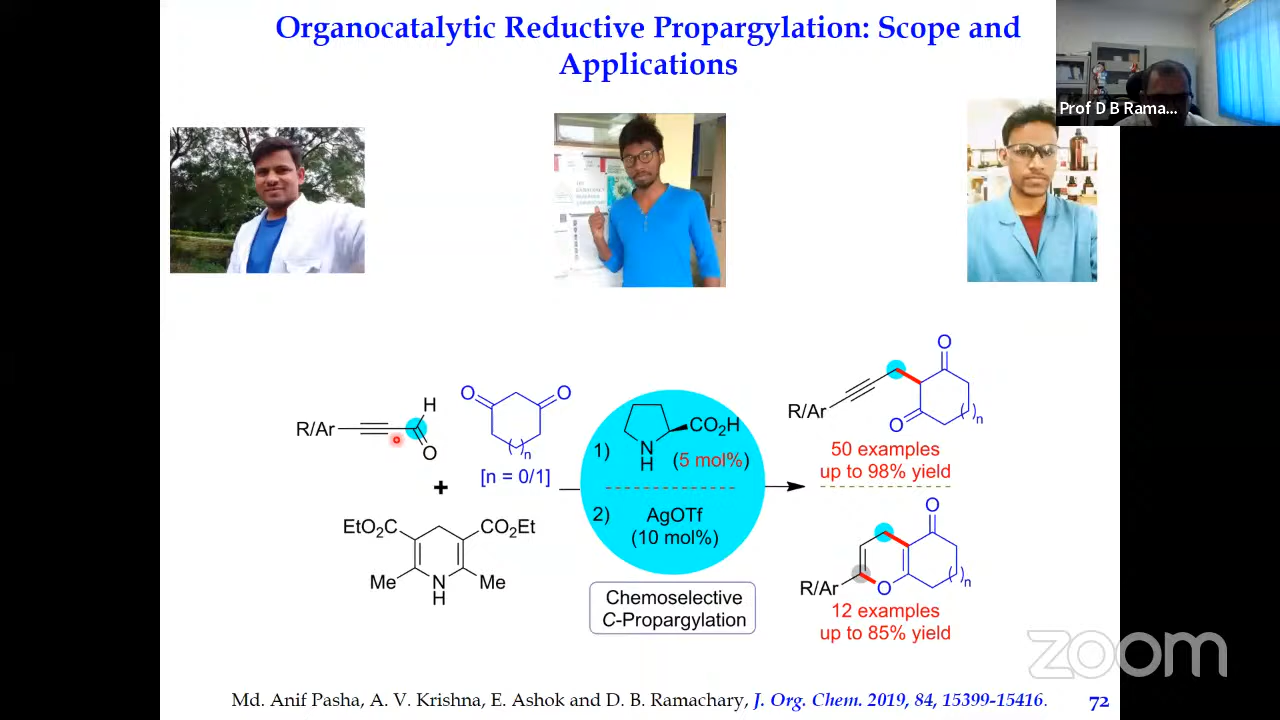 Organocatalytic Reductive Propargylation: Scope and
Applications
Prof D B Rama...
R/Ar
H
O
O
O
n
[n = 0/1]
+
EtO₂C
CO₂Et
Me
N
H
Me
1)
N
H
CO₂H
(5 mol%)
2)
AgOTf
(10 mol%)
Chemoselective
C-Propargylation
R/Ar
O
O
n
50 examples
up to 98% yield
R/Ar
O
O
n
12 examples
up to 85% yield
zoom
Md. Anif Pasha, A. V. Krishna, E. Ashok and D. B. Ramachary, J. Org. Chem. 2019, 84, 15399-15416.
72